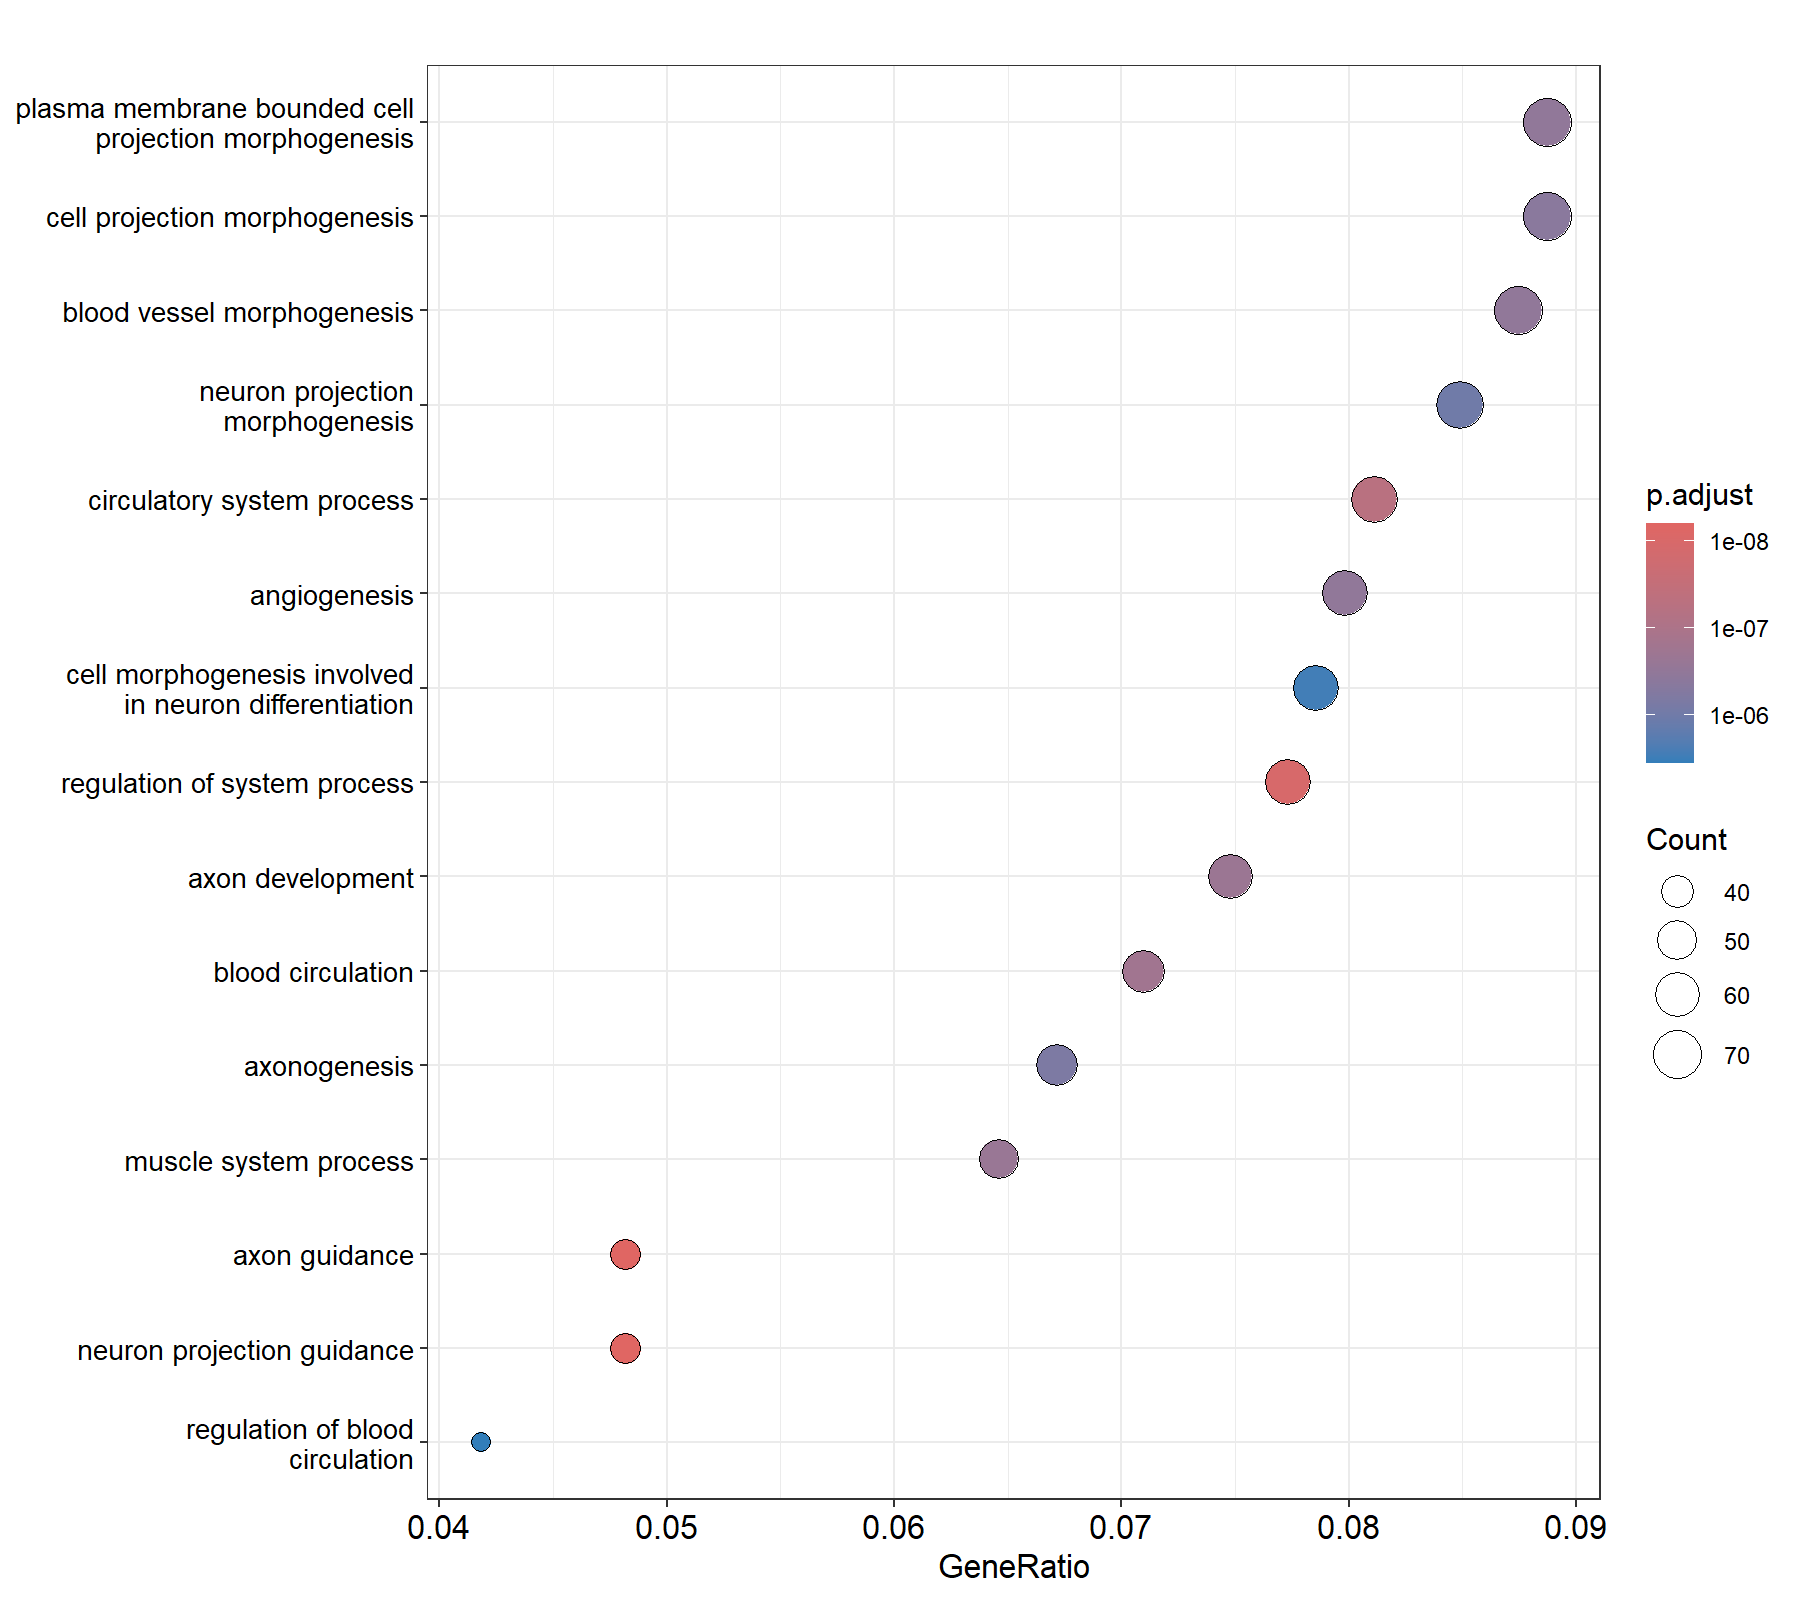 plasma membrane bounded cell
projection morphogenesis
cell projection morphogenesis
blood vessel morphogenesis
neuron projection
morphogenesis
circulatory system process
angiogenesis
cell morphogenesis involved
in neuron differentiation
regulation of system process
axon development
blood circulation
axonogenesis
muscle system process
axon guidance
neuron projection guidance
regulation of blood
circulation
0.04 0.05 0.06 0.07 0.08 0.09
GeneRatio
p.adjust
1e-08
1e-07
1e-06
Count
40
50
60
70